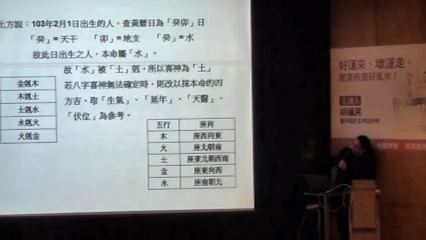 比方說：103年2月1日出生的人，查黃曆日為「癸卯」日
「癸」=天干　「卯」=地支　「癸」=水
故此日出生之人，本命屬「水」。
故「水」被「土」剋，所以喜神為「土」
若八字喜神無法確定時，則改以採本命的四
方吉，取「生氣」、「延年」、「天醫」、
「伏位」為參考。
金剋木
木剋土
土剋水
水剋火
火剋金
五行　座向
木　座西向東
火　座北朝南
土　座東北朝西南
金　座東向西
水　座南朝北
好運來、壞運走
主講人